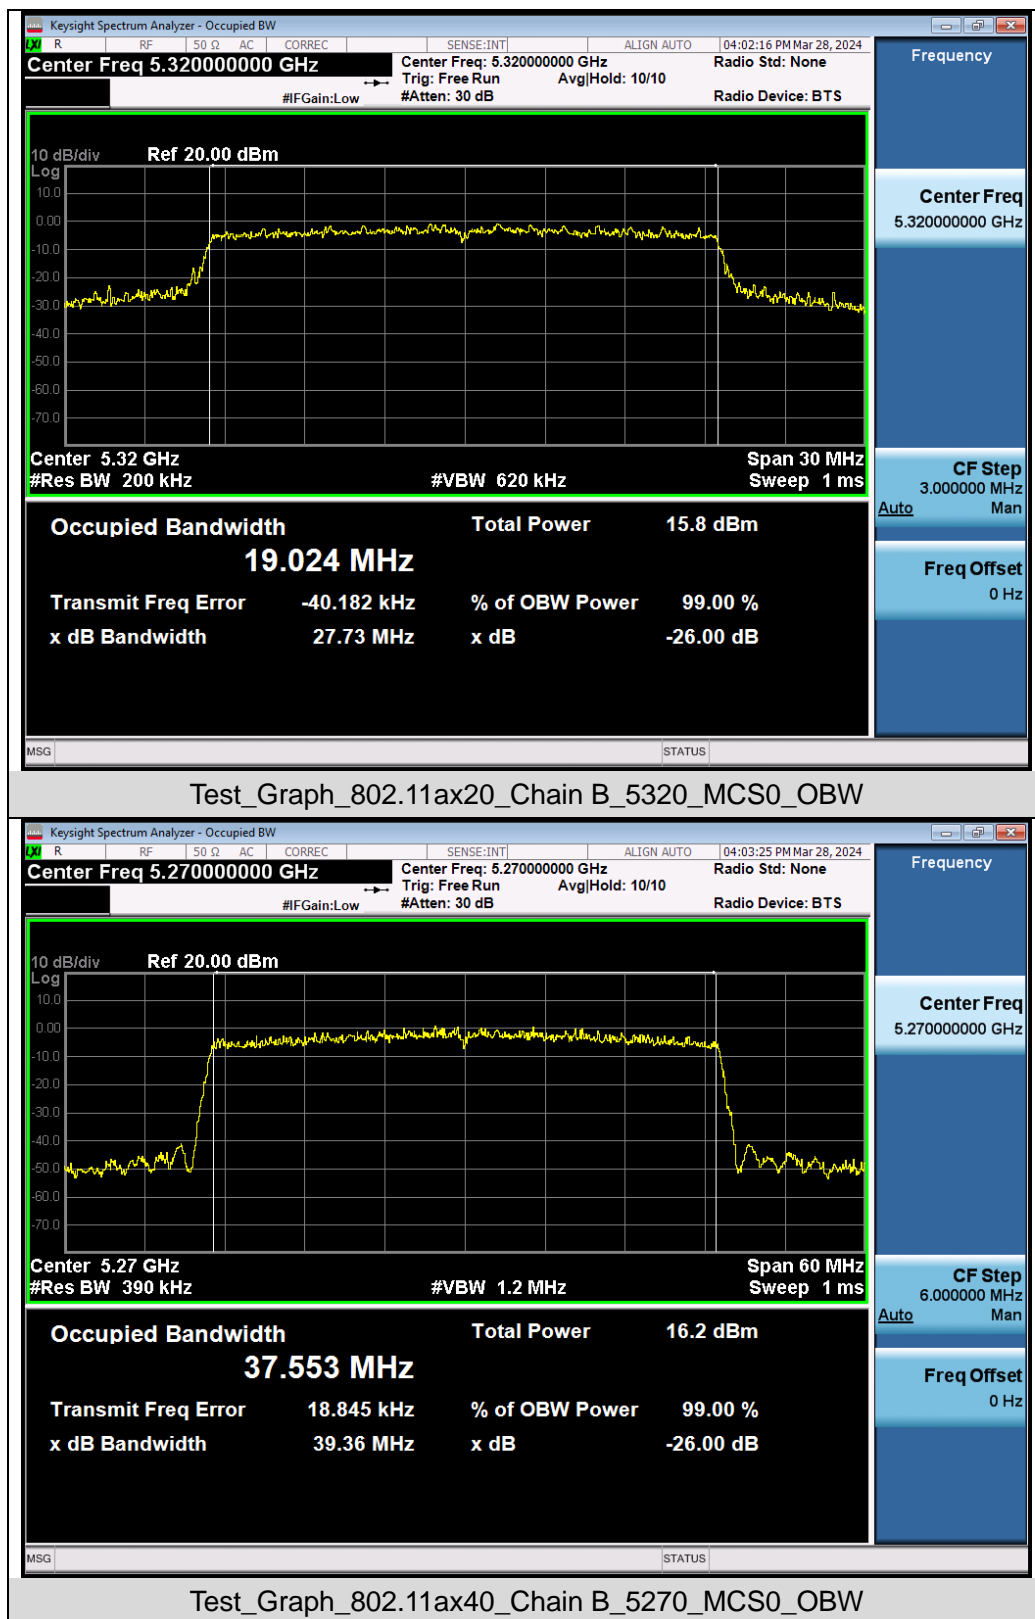 Keysight Spectrum Analyzer - Occupied BW
LXI R RF 50 Ω AC CORREC SENSE:INT ALIGN AUTO 04:02:16 PM Mar 28, 2024
Center Freq 5.320000000 GHz
Center Freq: 5.320000000 GHz
Radio Std: None
Trig: Free Run Avg|Hold: 10/10
#IFGain:Low
#Atten: 30 dB
Radio Device: BTS
Frequency
10 dB/div Ref 20.00 dBm
Log
10.0
0.00
-10.0
-20.0
-30.0
-40.0
-50.0
-60.0
-70.0
Center 5.32 GHz
Span 30 MHz
#Res BW 200 kHz
#VBW 620 kHz
Sweep 1 ms
Center Freq
5.320000000 GHz
CF Step
3.000000 MHz
Auto Man
Freq Offset
0 Hz
Occupied Bandwidth
Total Power 15.8 dBm
19.024 MHz
Transmit Freq Error -40.182 kHz % of OBW Power 99.00 %
x dB Bandwidth 27.73 MHz x dB -26.00 dB
MSG
STATUS
Test_Graph_802.11ax20_Chain B_5320_MCS0_OBW
Keysight Spectrum Analyzer - Occupied BW
LXI R RF 50 Ω AC CORREC SENSE:INT ALIGN AUTO 04:03:25 PM Mar 28, 2024
Center Freq 5.270000000 GHz
Center Freq: 5.270000000 GHz
Radio Std: None
Trig: Free Run Avg|Hold: 10/10
#IFGain:Low
#Atten: 30 dB
Radio Device: BTS
Frequency
10 dB/div Ref 20.00 dBm
Log
10.0
0.00
-10.0
-20.0
-30.0
-40.0
-50.0
-60.0
-70.0
Center 5.27 GHz
Span 60 MHz
#Res BW 390 kHz
#VBW 1.2 MHz
Sweep 1 ms
Center Freq
5.270000000 GHz
CF Step
6.000000 MHz
Auto Man
Freq Offset
0 Hz
Occupied Bandwidth
Total Power 16.2 dBm
37.553 MHz
Transmit Freq Error 18.845 kHz % of OBW Power 99.00 %
x dB Bandwidth 39.36 MHz x dB -26.00 dB
MSG
STATUS
Test_Graph_802.11ax40_Chain B_5270_MCS0_OBW